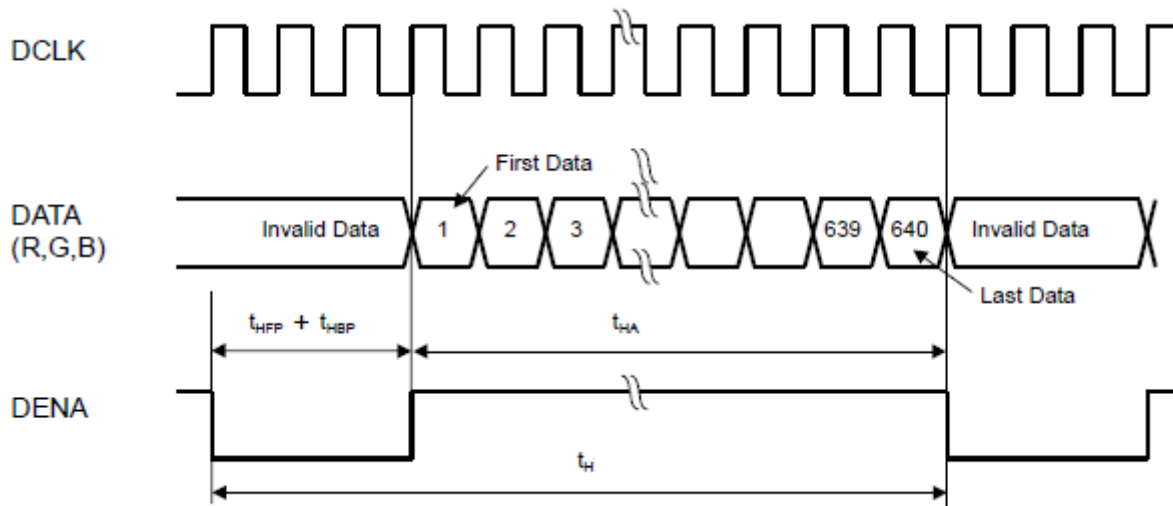 DCLK
First Data
DATA
(R,G,B)
Invalid Data
1
2
3
639
640
Invalid Data
Last Data
tHFP + tHBP
tHA
DENA
tH